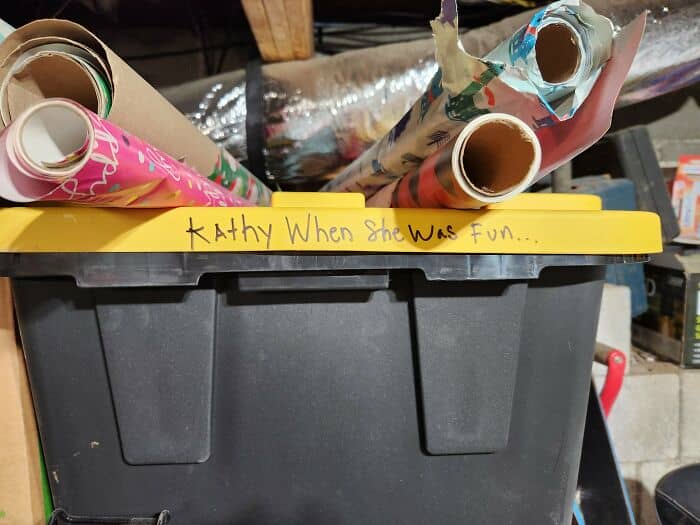 Kathy When She Was Fun...